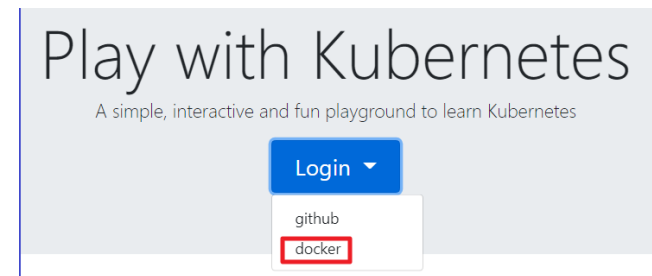 Play with Kubernetes
A simple, interactive and fun playground to learn Kubernetes
Login
github
docker